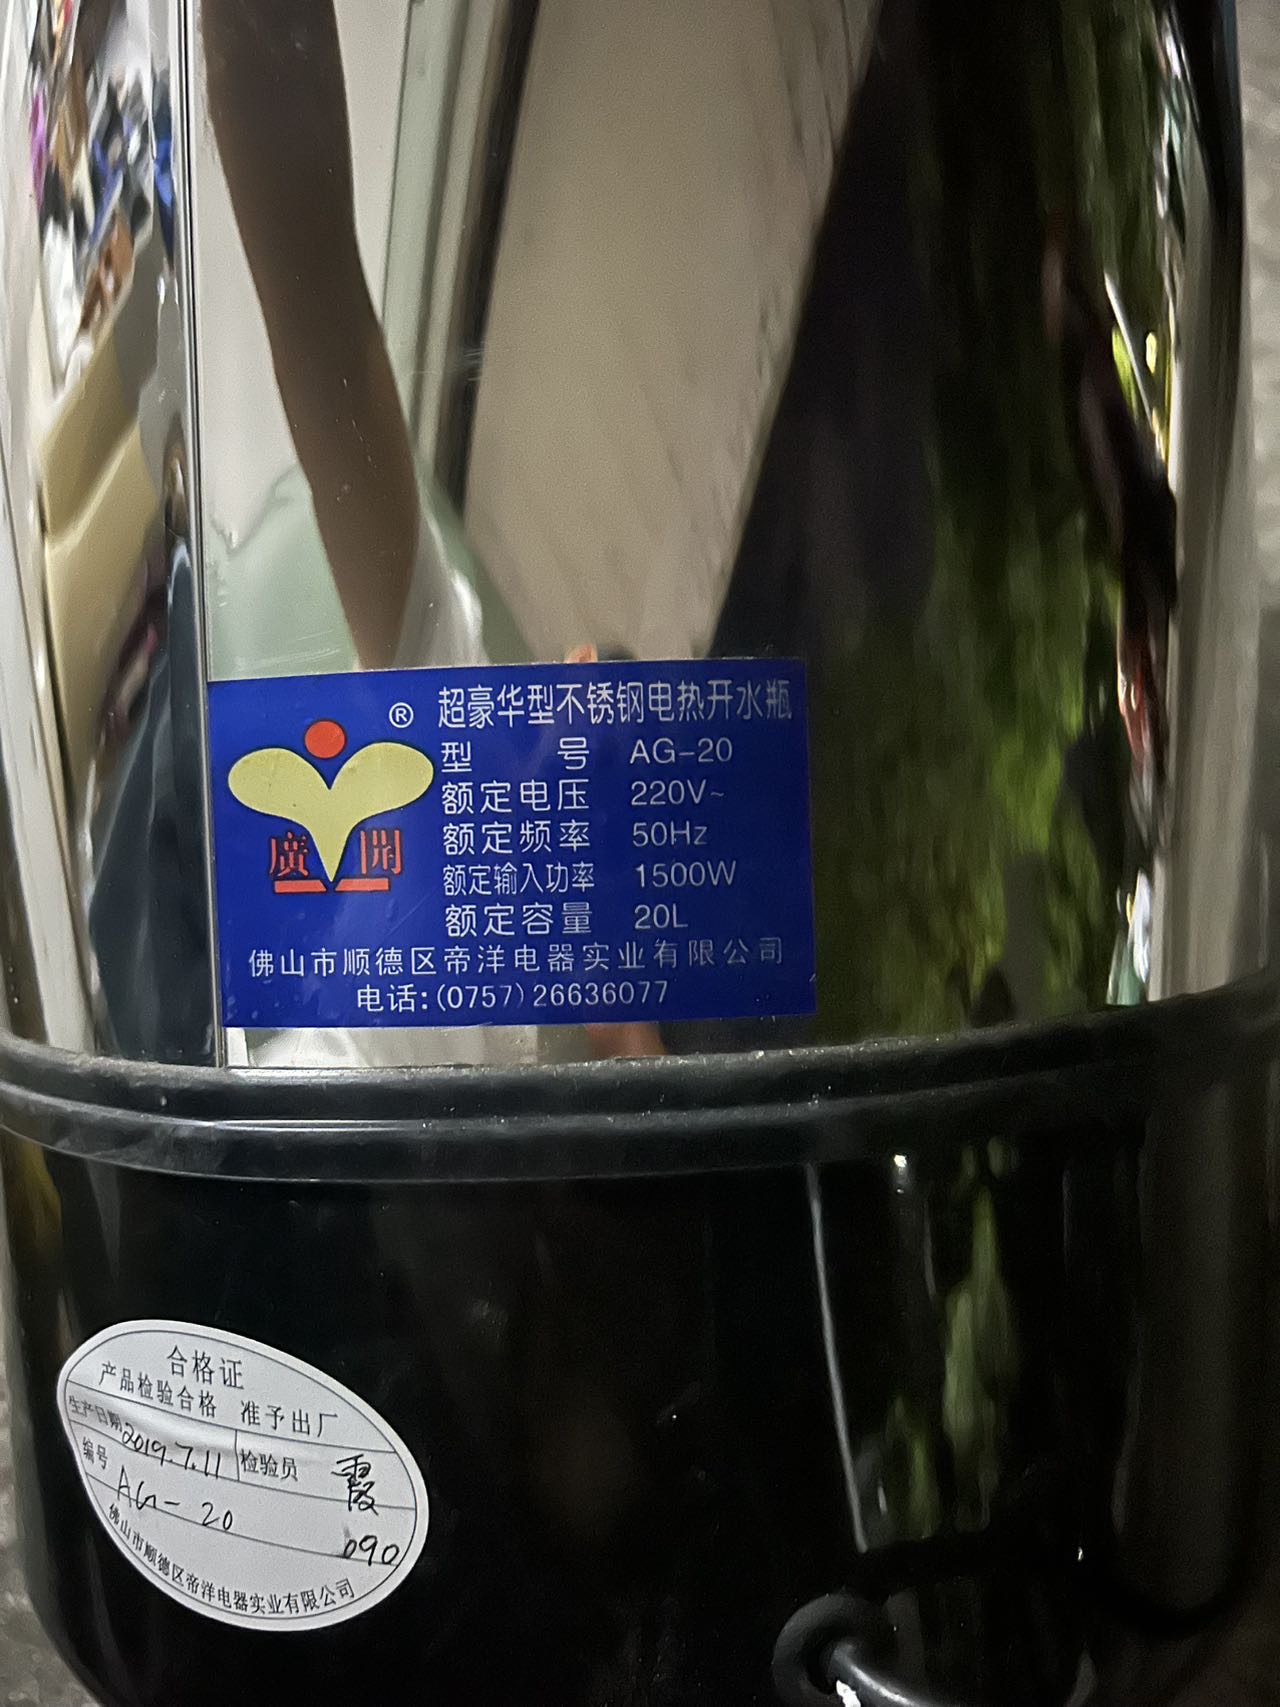 ® 超豪华型不锈钢电热开水瓶
型 号 AG-20
额定电压 220V~
额定频率 50Hz
额定输入功率 1500W
额定容量 20L
廣開
佛山市顺德区帝洋电器实业有限公司
电话:(0757)26636077
合格证
产品检验合格 准予出厂
生产日期 2019.7.11 检验员 霞
编号 AG-20 090
佛山市顺德区帝洋电器实业有限公司